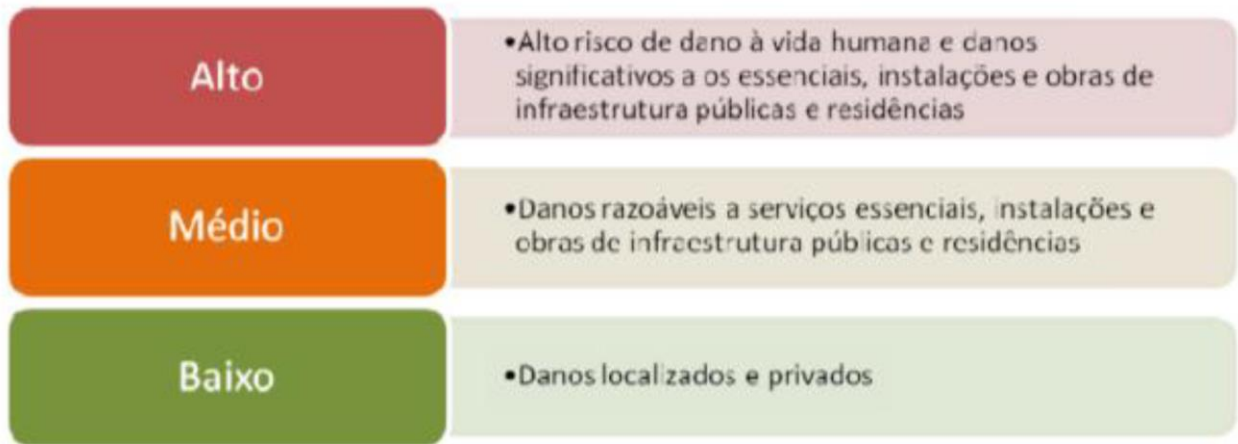 Alto
•Alto risco de dano à vida humana e danos
significativos a os essenciais, instalações e obras de
infraestrutura públicas e residências
Médio
•Danos razoáveis a serviços essenciais, instalações e
obras de infraestrutura públicas e residências
Baixo
•Danos localizados e privados